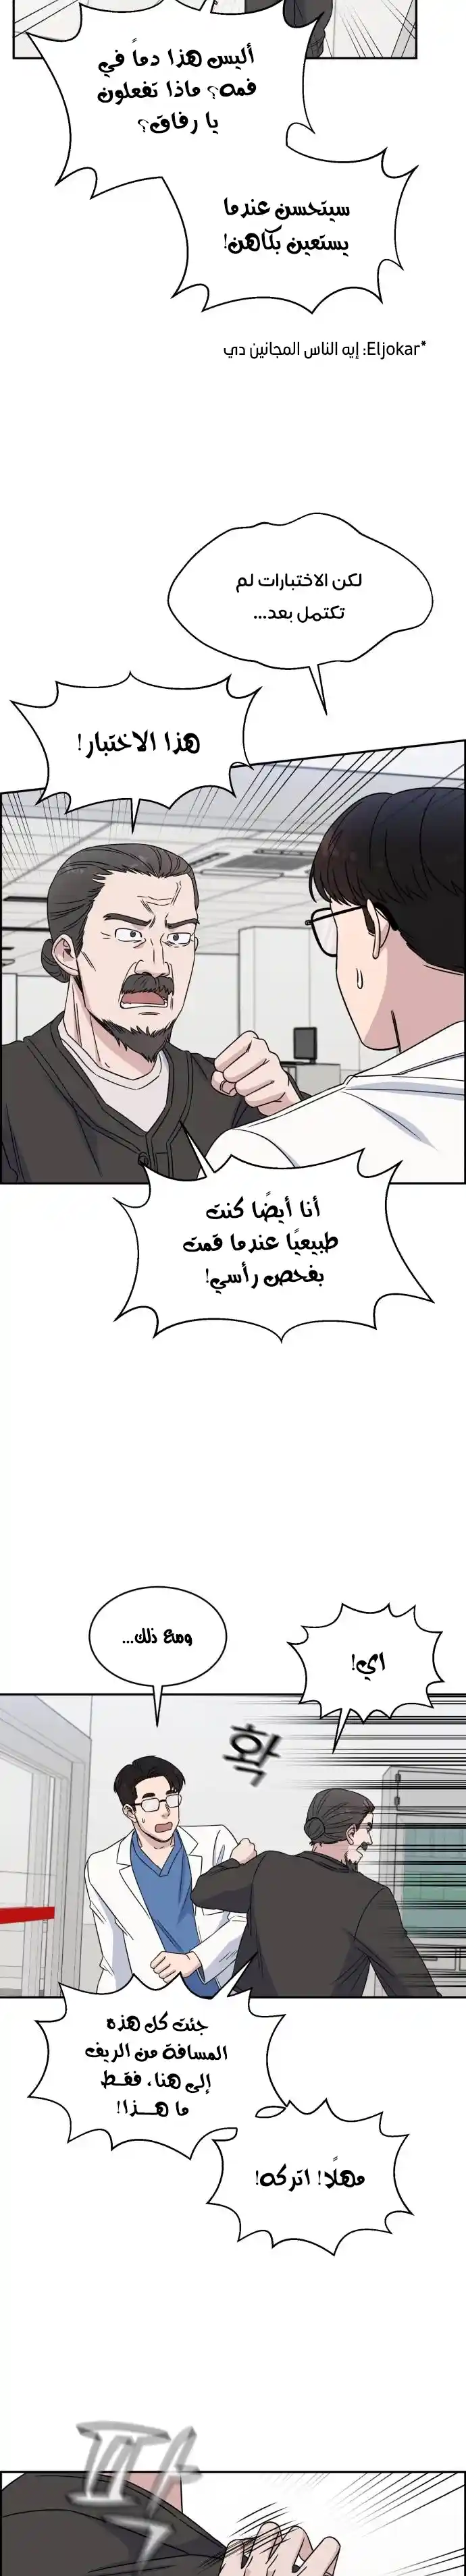 أليس هذا دماً في
فمه؟ ماذا تفعلون
يا رفاق؟
سيتحسن عندما
يستعين بكاهن!
*Eljokar: إيه الناس المجانين دي
لكن الاختبارات لم
تكتمل بعد...
هذا الاختبار!
أنا أيضًا كنت
طبيعيًا عندما قمت
بفحص رأسي!
اي!
ومع ذلك...
확
جئت كل هذه
المسافة من الريف
إلى هنا، فقط
ما هـــذا!
مهلًا! اتركه!